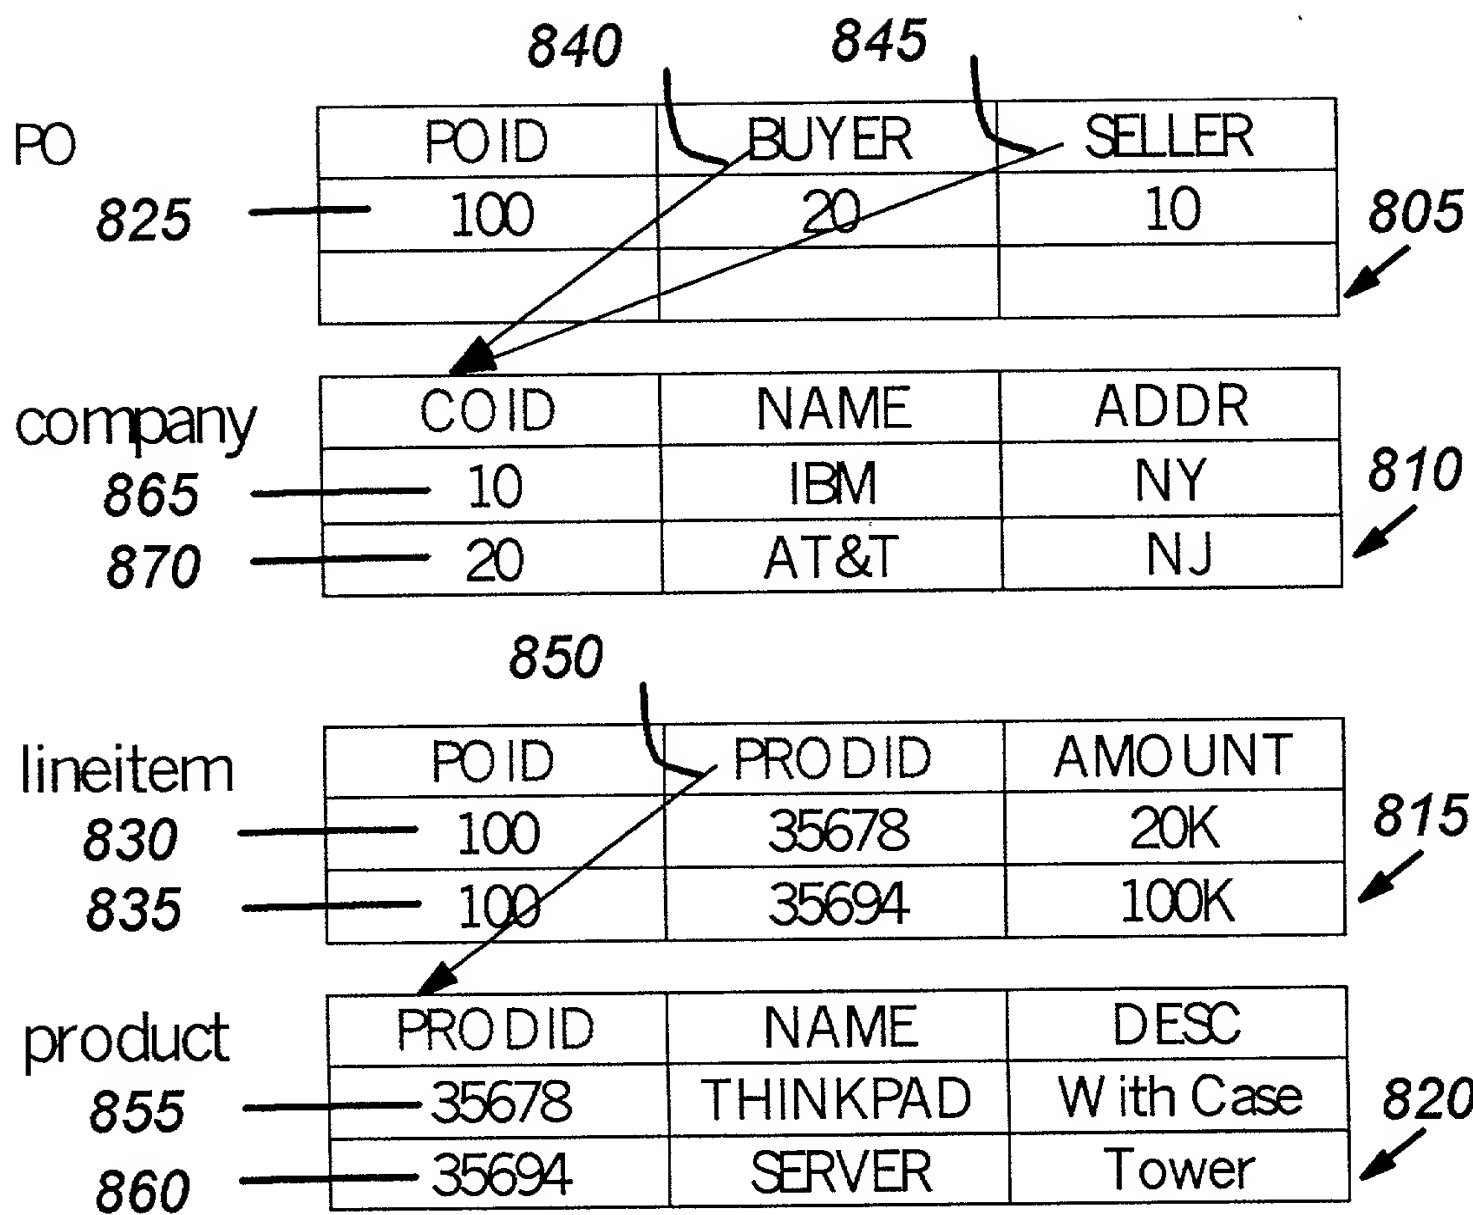 840 845
PO POID BUYER SELLER
825 100 20 10 805
company COID NAME ADDR
865 10 IBM NY 810
870 20 AT&T NJ
850
lineitem POID PRODID AMOUNT
830 100 35678 20K 815
835 100 35694 100K
product PRODID NAME DESC
855 35678 THINKPAD With Case 820
860 35694 SERVER Tower